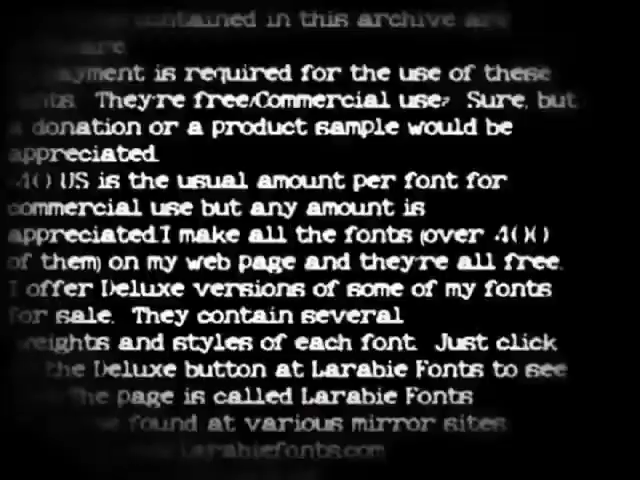 contained in this archive are
payment is required for the use of these
They're free/Commercial use? Sure, but
a donation or a product sample would be
appreciated.
US is the usual amount per font for
commercial use but any amount is
appreciated.I make all the fonts (over 400
of them) on my web page and they're all free.
I offer Deluxe versions of some of my fonts
for sale. They contain several
weights and styles of each font. Just click
the Deluxe button at Larabie Fonts to see
The page is called Larabie Fonts
found at various mirror sites
Larabiefonts.com